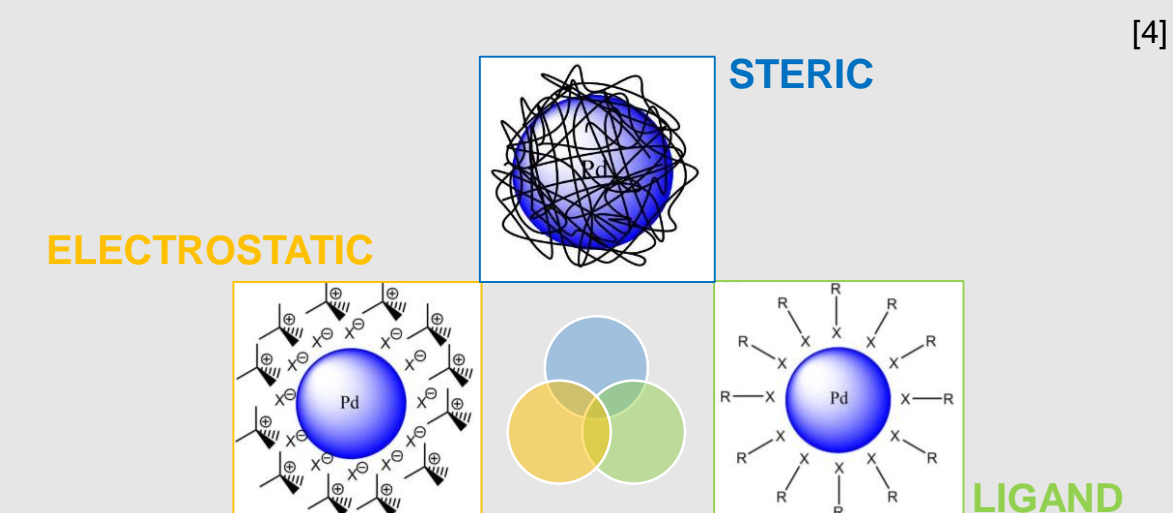 [4]
STERIC
Pd
ELECTROSTATIC
⊕ ⊕
⊕ ⊕
X⊖ X⊖ X⊖
⊕ X⊖ X⊖ ⊕
X⊖ Pd X⊖
⊕ ⊕
X⊖ X⊖
⊕ X⊖ X⊖ X⊖ ⊕
⊕ ⊕
R
R R
R X X X R
X X
R X Pd X R
X X
R X X X R
R R
R
LIGAND